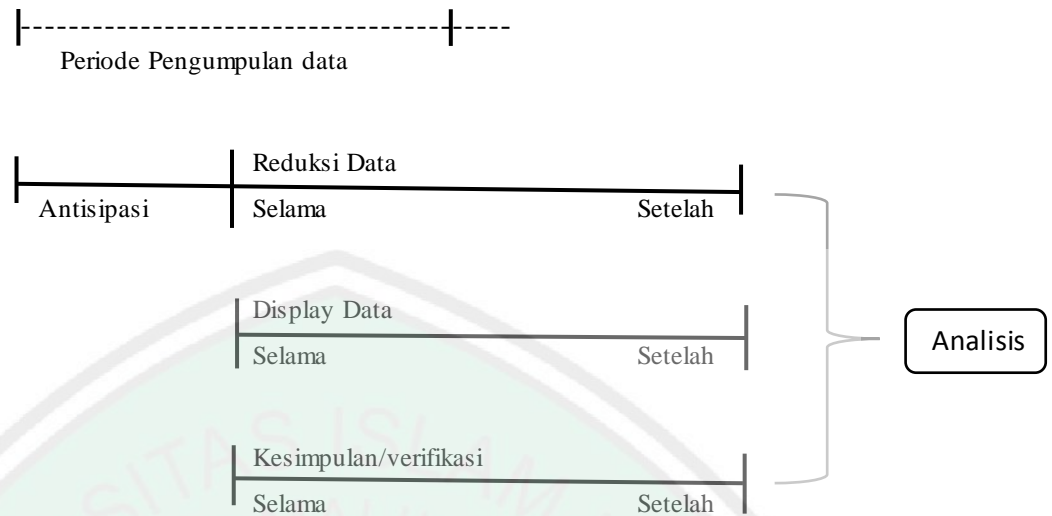 Periode Pengumpulan data
Reduksi Data
Antisipasi Selama Setelah
Display Data
Selama Setelah
Analisis
Kesimpulan/verifikasi
Selama Setelah